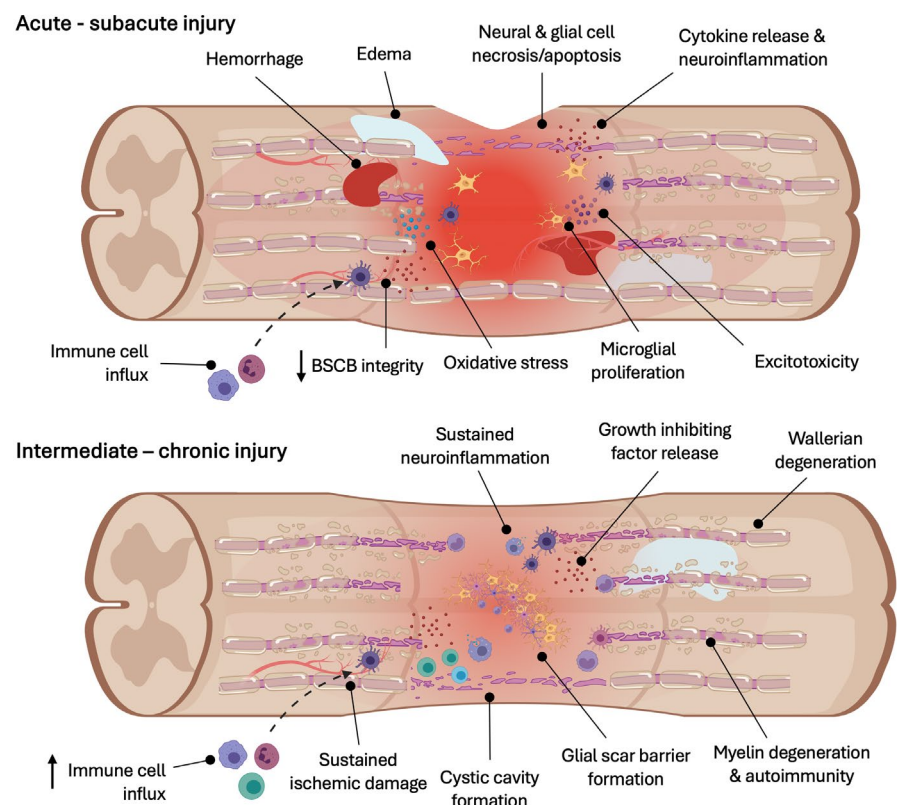 Acute - subacute injury
Hemorrhage
Edema
Neural & glial cell
necrosis/apoptosis
Cytokine release &
neuroinflammation
Immune cell
influx
↓ BSCB integrity
Oxidative stress
Microglial
proliferation
Excitotoxicity
Intermediate – chronic injury
Sustained
neuroinflammation
Growth inhibiting
factor release
Wallerian
degeneration
↑ Immune cell
influx
Sustained
ischemic damage
Cystic cavity
formation
Glial scar barrier
formation
Myelin degeneration
& autoimmunity